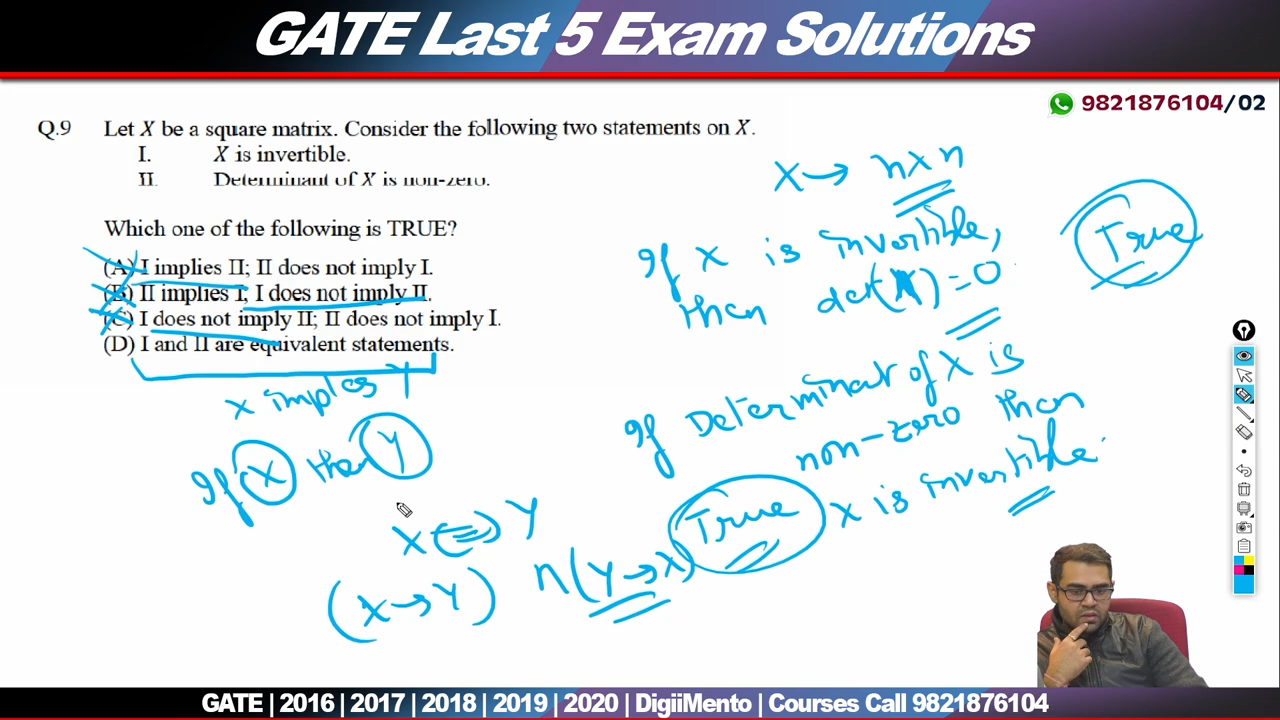 GATE Last 5 Exam Solutions
9821876104/02
Q.9 Let X be a square matrix. Consider the following two statements on X.
I. X is invertible.
II. Determinant of X is non-zero.
Which one of the following is TRUE?
(A) I implies II; II does not imply I.
(B) II implies I; I does not imply II.
(C) I does not imply II; II does not imply I.
(D) I and II are equivalent statements.
X imples Y
If X then Y
X ⇔ Y
(X → Y) n (Y → X)
X → n x n
If X is invertible,
then det(X) = 0
True
If Determinat of X is
non-zero then
X is invertible.
True
GATE | 2016 | 2017 | 2018 | 2019 | 2020 | DigiiMento | Courses Call 9821876104